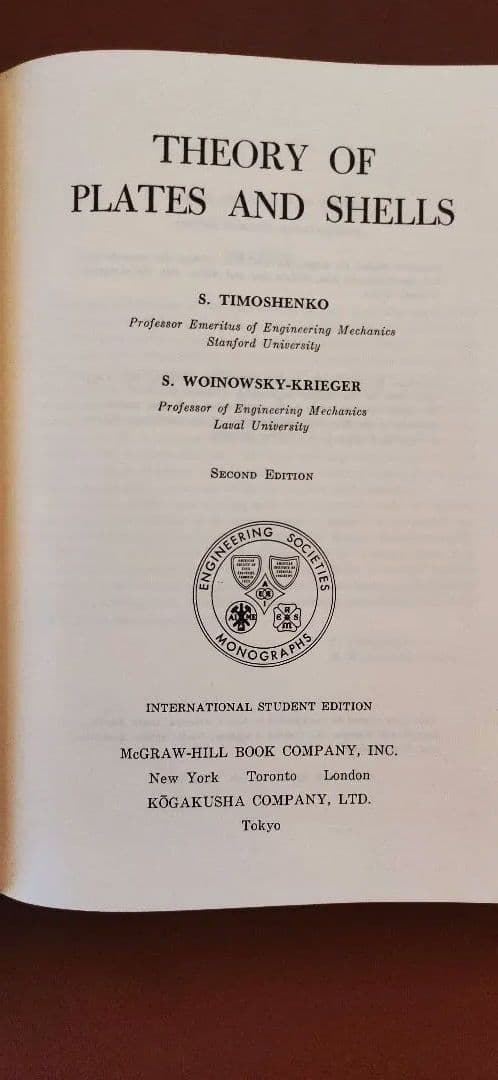 THEORY OF
PLATES AND SHELLS
S. TIMOSHENKO
Professor Emeritus of Engineering Mechanics
Stanford University
S. WOINOWSKY-KRIEGER
Professor of Engineering Mechanics
Laval University
SECOND EDITION
ENGINEERING SOCIETIES
MONOGRAPHS
INTERNATIONAL STUDENT EDITION
McGRAW-HILL BOOK COMPANY, INC.
New York Toronto London
KŌGAKUSHA COMPANY, LTD.
Tokyo